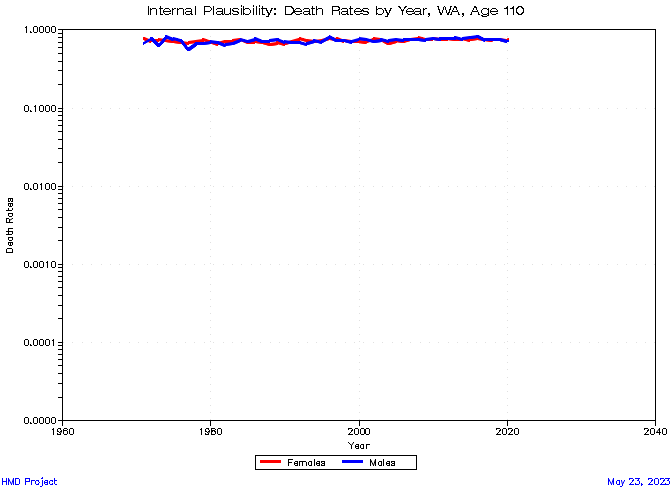 Internal Plausibility: Death Rates by Year, WA, Age 110
1.0000
0.1000
0.0100
0.0010
0.0001
0.0000
Death Rates
1960
1980
2000
2020
2040
Year
Females
Males
HMD Project
May 23, 2023